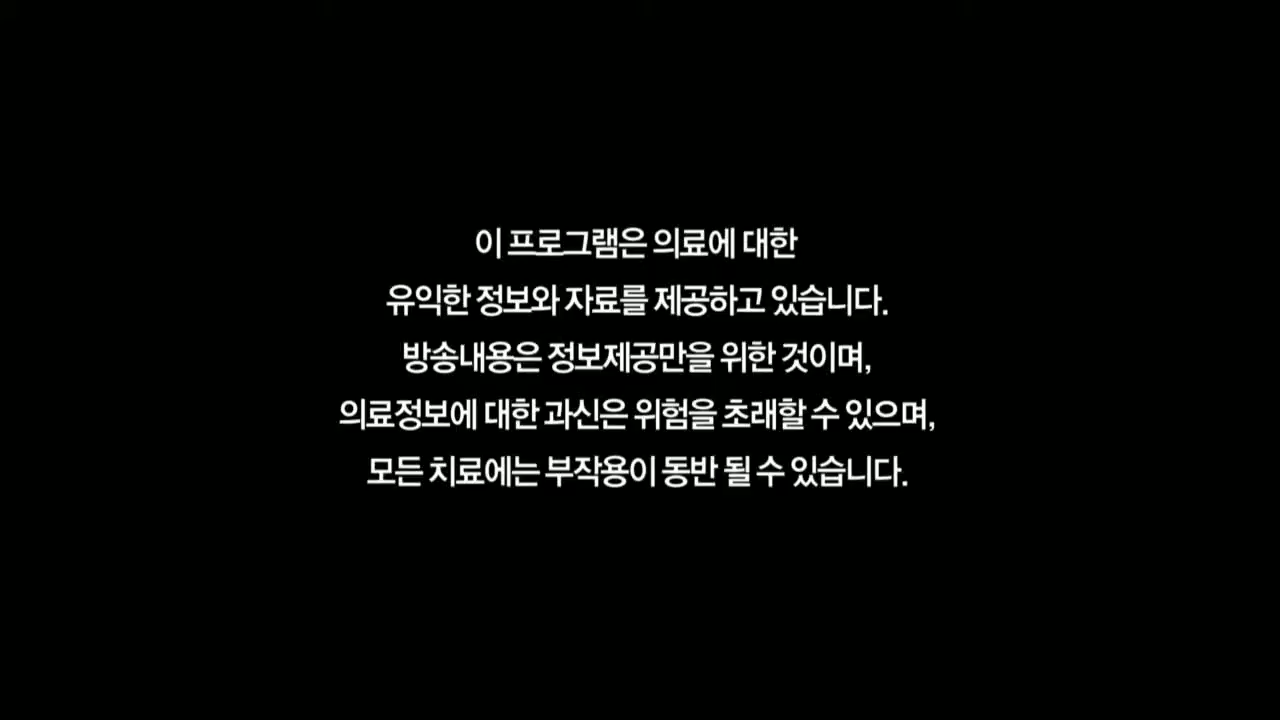 이 프로그램은 의료에 대한
유익한 정보와 자료를 제공하고 있습니다.
방송내용은 정보제공만을 위한 것이며,
의료정보에 대한 과신은 위험을 초래할 수 있으며,
모든 치료에는 부작용이 동반 될 수 있습니다.